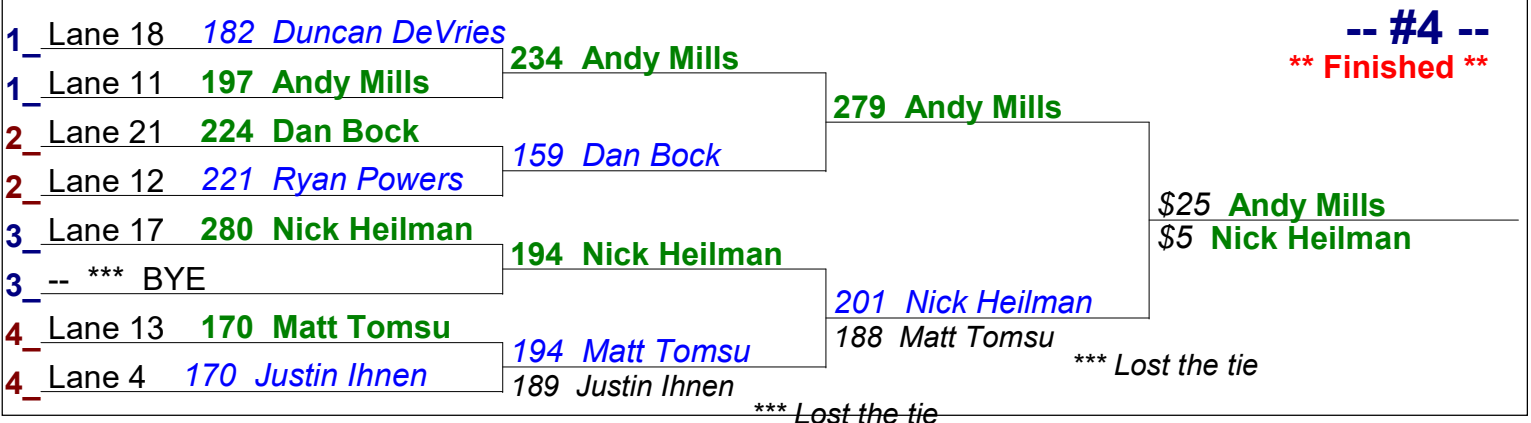 -- #4 --
** Finished **
1_ Lane 18 182 Duncan DeVries
1_ Lane 11 197 Andy Mills
2_ Lane 21 224 Dan Bock
2_ Lane 12 221 Ryan Powers
3_ Lane 17 280 Nick Heilman
3_ -- *** BYE
4_ Lane 13 170 Matt Tomsu
4_ Lane 4 170 Justin Ihnen
234 Andy Mills
159 Dan Bock
194 Nick Heilman
194 Matt Tomsu
189 Justin Ihnen
*** Lost the tie
279 Andy Mills
201 Nick Heilman
188 Matt Tomsu
*** Lost the tie
$25 Andy Mills
$5 Nick Heilman